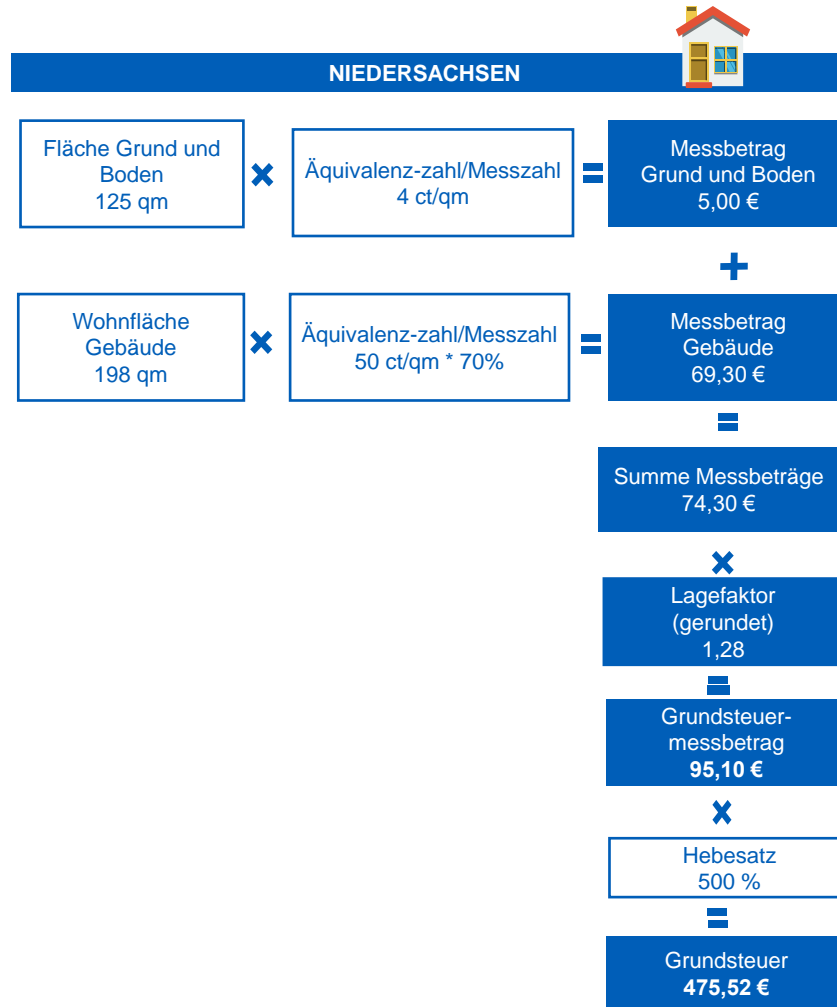 NIEDERSACHSEN
Fläche Grund und
Boden
125 qm
Äquivalenz-zahl/Messzahl
4 ct/qm
Messbetrag
Grund und Boden
5,00 €
Wohnfläche
Gebäude
198 qm
Äquivalenz-zahl/Messzahl
50 ct/qm * 70%
Messbetrag
Gebäude
69,30 €
Summe Messbeträge
74,30 €
Lagefaktor
(gerundet)
1,28
Grundsteuer-
messbetrag
95,10 €
Hebesatz
500 %
Grundsteuer
475,52 €